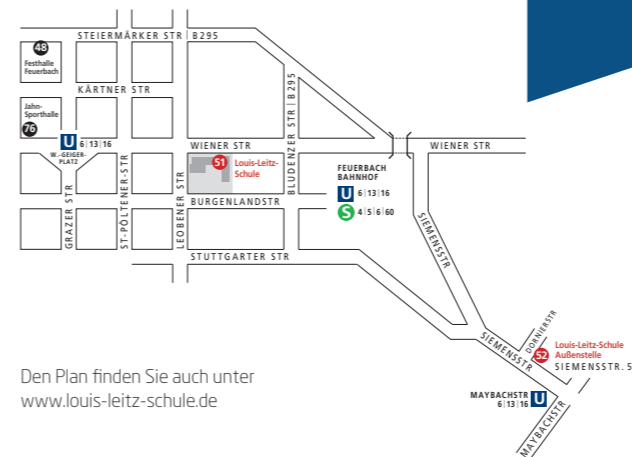 STEIERMÄRKER STR | B295
48
Festhalle
Feuerbach
KÄRTNER STR
Jahn-
Sporthalle
76
U 6|13|16
W.-GEIGER-
PLATZ
GRAZER STR
ST-PÖLTENER-STR
LEOBENER STR
WIENER STR
51 Louis-Leitz-
Schule
BURGENLANDSTR
BLUDENZER STR | B295
STUTTGARTER STR
WIENER STR
FEUERBACH
BAHNHOF
U 6|13|16
S 4|5|6|60
SIEMENSSTR
SIEMENSSTR
DORNIERSTR
52 Louis-Leitz-Schule
Außenstelle
SIEMENSSTR. 5
MAYBACHSTR
6|13|16 U
MAYBACHSTR
Den Plan finden Sie auch unter
www.louis-leitz-schule.de